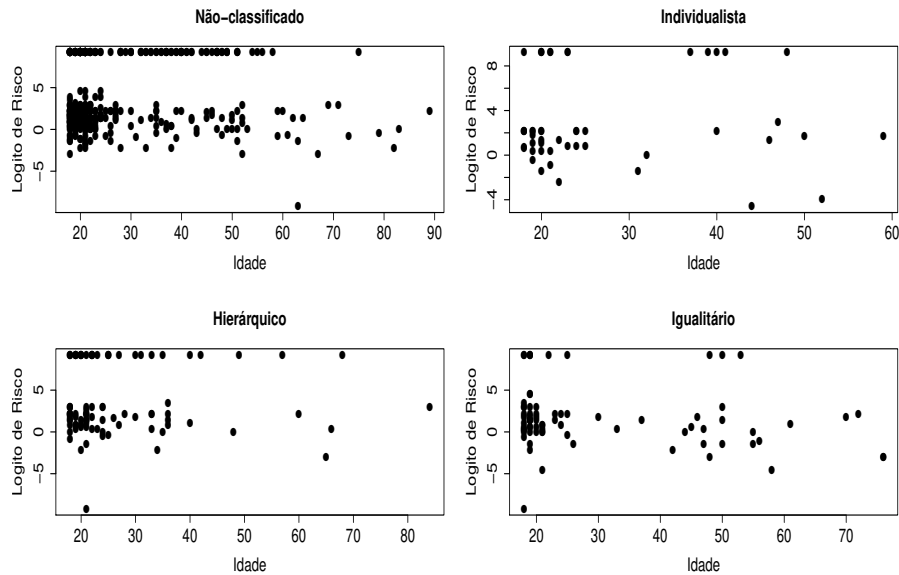 Não-classificado
Logito de Risco
5
0
-5
20 30 40 50 60 70 80 90
Idade
Individualista
Logito de Risco
8
4
0
-4
20 30 40 50 60
Idade
Hierárquico
Logito de Risco
5
0
-5
20 30 40 50 60 70 80
Idade
Igualitário
Logito de Risco
5
0
-5
20 30 40 50 60 70
Idade